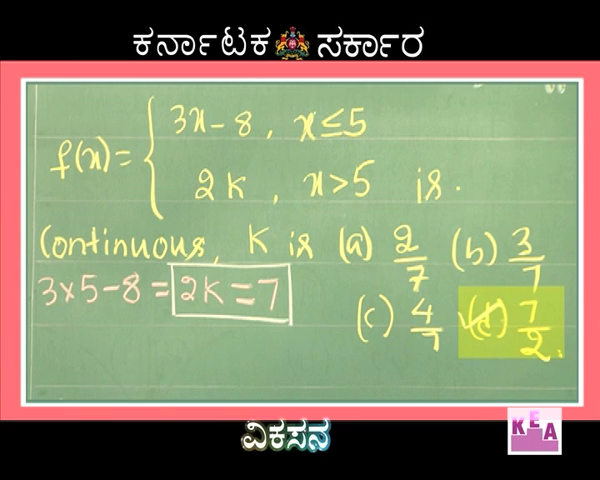 ಕರ್ನಾಟಕ ಸರ್ಕಾರ
f(x) = { 3x - 8 , x ≤ 5
2k , x > 5 is .
Continuous, K is (a) 2/7 (b) 3/7
3×5-8 = 2K = 7 (c) 4/7 (d) 7/2 .
ವಿಕಸನ
KEA